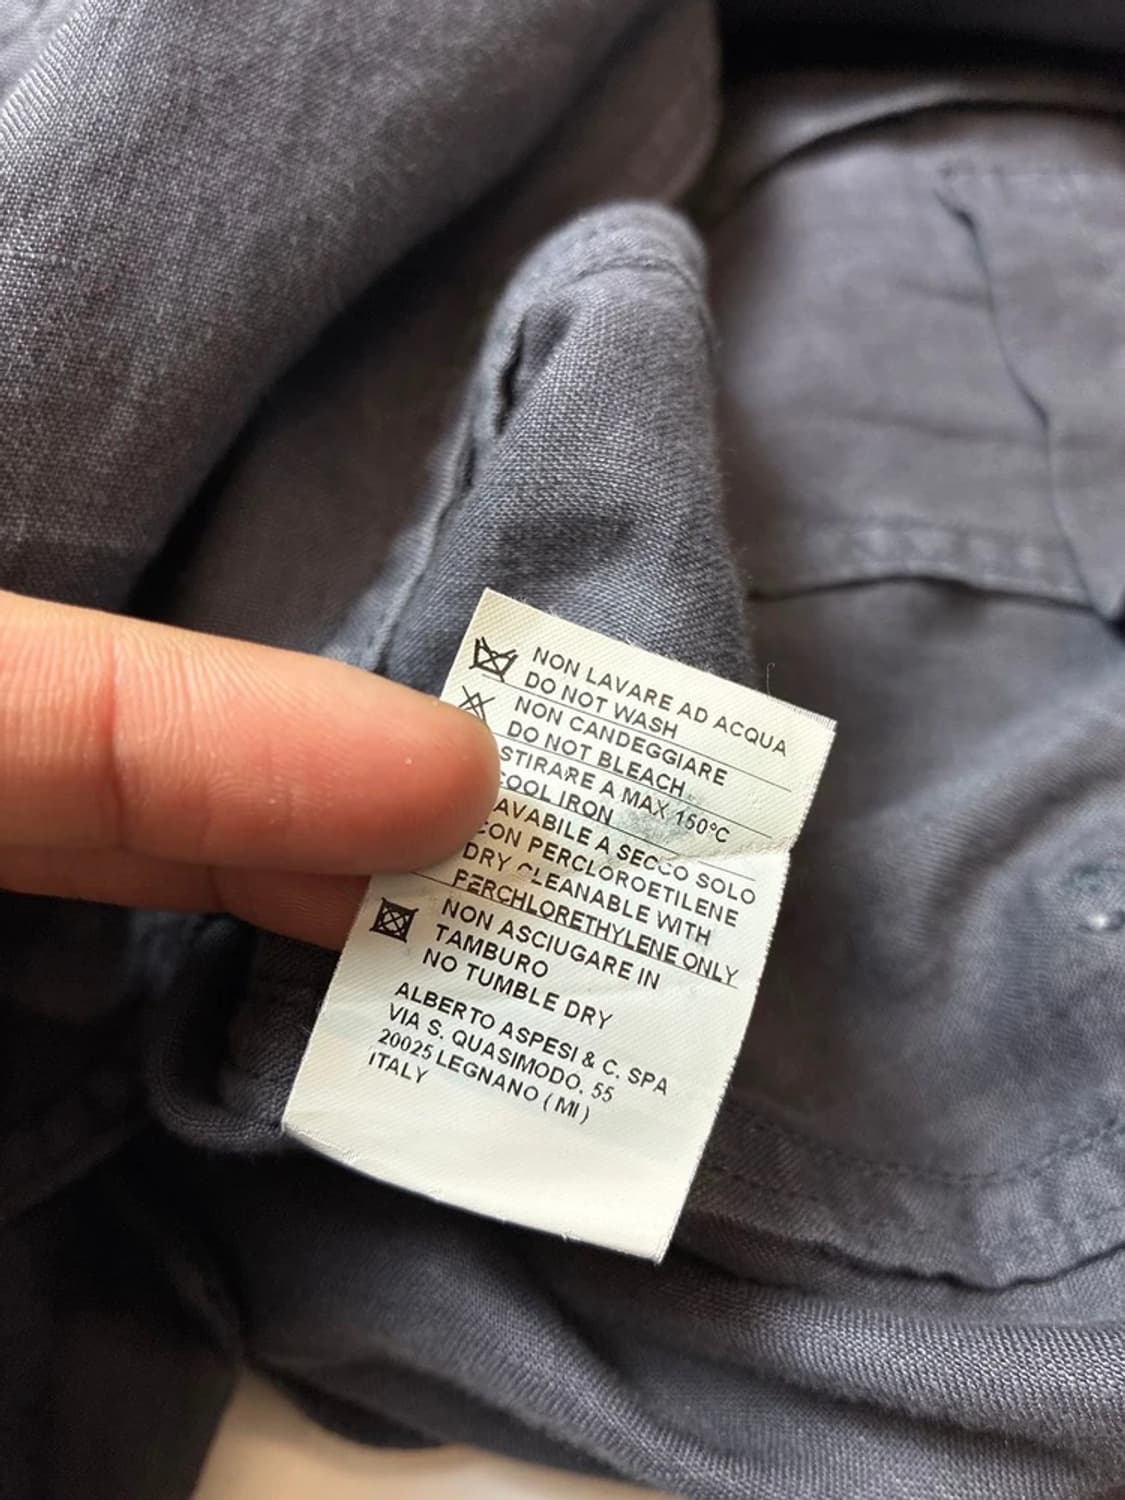 NON LAVARE AD ACQUA
DO NOT WASH
NON CANDEGGIARE
DO NOT BLEACH
STIRARE A MAX 150°C
COOL IRON
AVABILE A SECCO SOLO
CON PERCLOROETILENE
DRY CLEANABLE WITH
PERCHLORETHYLENE ONLY
NON ASCIUGARE IN
TAMBURO
NO TUMBLE DRY
ALBERTO ASPESI & C. SPA
VIA S. QUASIMODO. 55
20025 LEGNANO ( MI )
ITALY